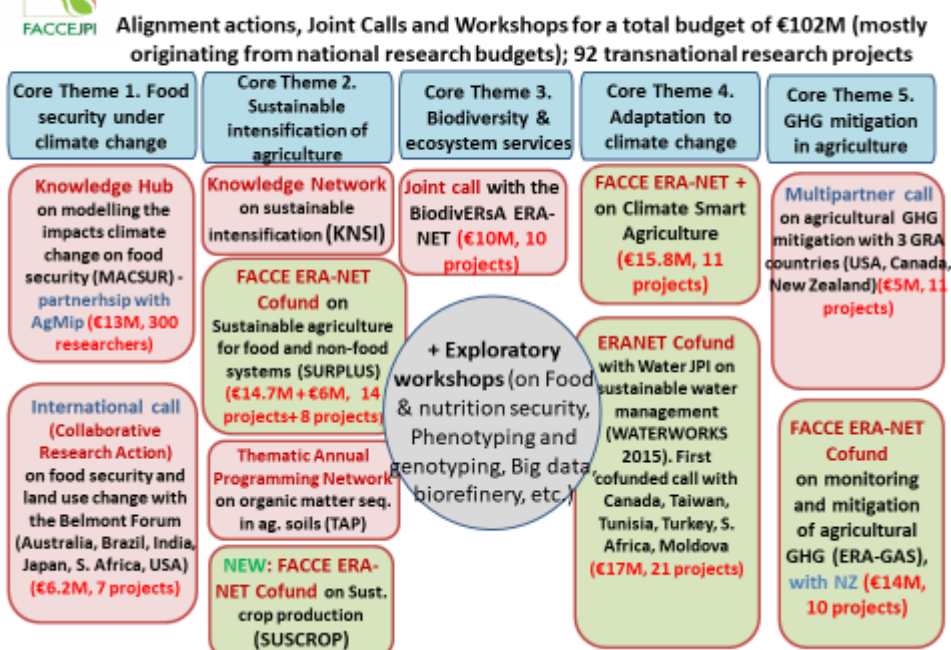 FACCEJPI
Alignment actions, Joint Calls and Workshops for a total budget of €102M (mostly
originating from national research budgets); 92 transnational research projects
Core Theme 1. Food
security under
climate change
Core Theme 2.
Sustainable
intensification of
agriculture
Core Theme 3.
Biodiversity &
ecosystem services
Core Theme 4.
Adaptation to
climate change
Core Theme 5.
GHG mitigation
in agriculture
Knowledge Hub
on modelling the
impacts climate
change on food
security (MACSUR) -
partnerhsip with
AgMip (€13M, 300
researchers)
International call
(Collaborative
Research Action)
on food security and
land use change with
the Belmont Forum
(Australia, Brazil, India,
Japan, S. Africa, USA)
(€6.2M, 7 projects)
Knowledge Network
on sustainable
intensification (KNSI)
FACCE ERA-NET
Cofund on
Sustainable agriculture
for food and non-food
systems (SURPLUS)
(€14.7M+€6M, 14
projects+ 8 projects)
Thematic Annual
Programming Network
on organic matter seq.
in ag. soils (TAP)
NEW: FACCE ERA-
NET Cofund on Sust.
crop production
(SUSCROP)
Joint call with the
BiodivERsA ERA-
NET (€10M, 10
projects)
+ Exploratory
workshops (on Food
& nutrition security,
Phenotyping and
genotyping, Big data,
biorefinery, etc.)
FACCE ERA-NET +
on Climate Smart
Agriculture
(€15.8M, 11
projects)
ERANET Cofund
with Water JPI on
sustainable water
management
(WATERWORKS
2015). First
cofunded call with
Canada, Taiwan,
Tunisia, Turkey, S.
Africa, Moldova
(€17M, 21 projects)
Multipartner call
on agricultural GHG
mitigation with 3 GRA
countries (USA, Canada,
New Zealand)(€5M, 11
projects)
FACCE ERA-NET
Cofund
on monitoring
and mitigation
of agricultural
GHG (ERA-GAS),
with NZ (€14M,
10 projects)